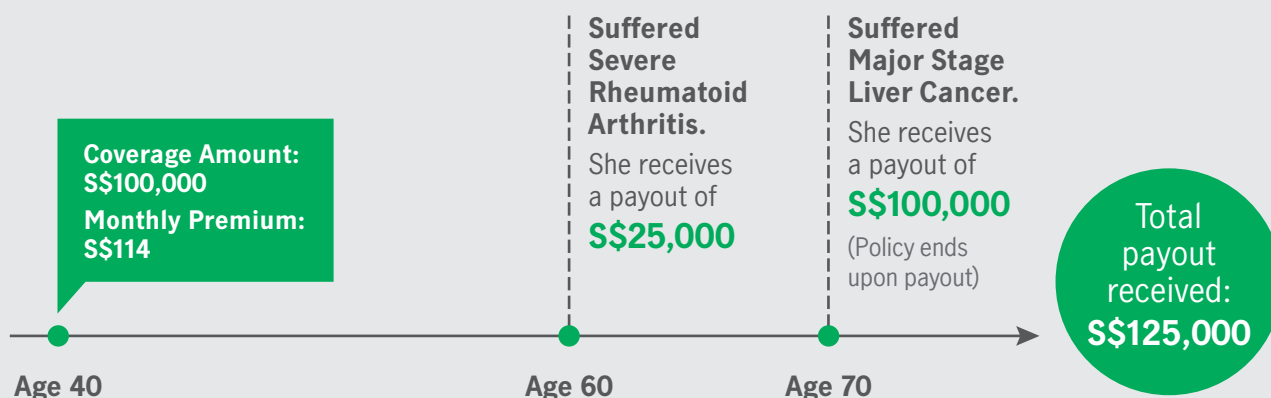 Coverage Amount:
S$100,000
Monthly Premium:
S$114
Suffered
Severe
Rheumatoid
Arthritis.
She receives
a payout of
S$25,000
Suffered
Major Stage
Liver Cancer.
She receives
a payout of
S$100,000
(Policy ends
upon payout)
Total
payout
received:
S$125,000
Age 40
Age 60
Age 70